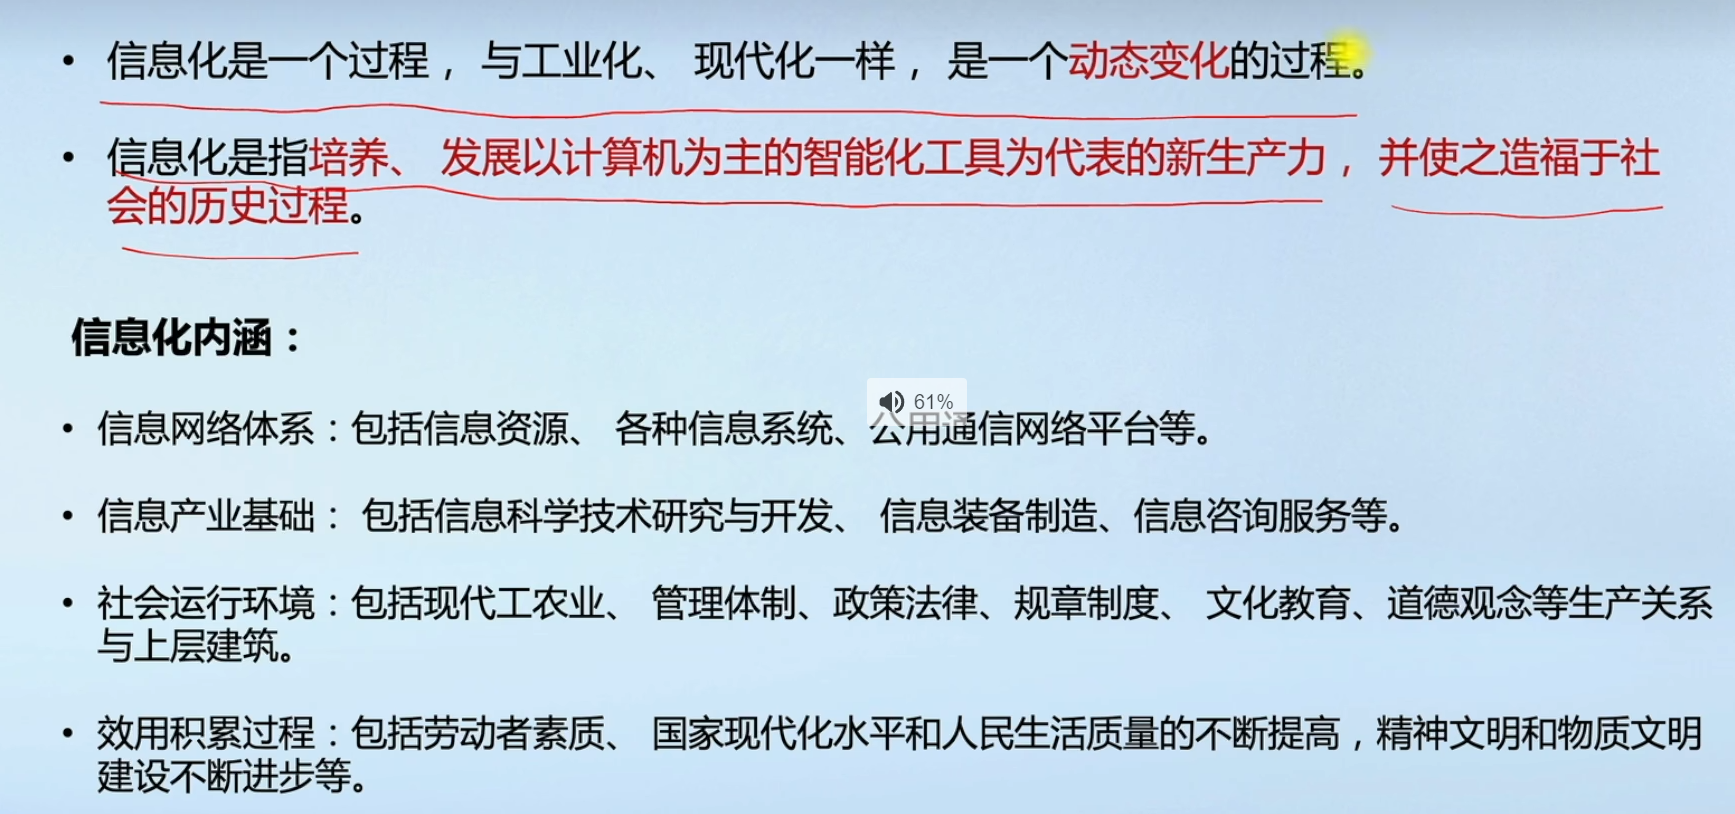 • 信息化是一个过程，与工业化、 现代化一样，是一个动态变化的过程。
• 信息化是指培养、 发展以计算机为主的智能化工具为代表的新生产力，并使之造福于社
会的历史过程。
信息化内涵：
61%
• 信息网络体系：包括信息资源、 各种信息系统、公用通信网络平台等。
• 信息产业基础： 包括信息科学技术研究与开发、 信息装备制造、信息咨询服务等。
• 社会运行环境：包括现代工农业、 管理体制、政策法律、规章制度、 文化教育、道德观念等生产关系
与上层建筑。
• 效用积累过程：包括劳动者素质、 国家现代化水平和人民生活质量的不断提高，精神文明和物质文明
建设不断进步等。